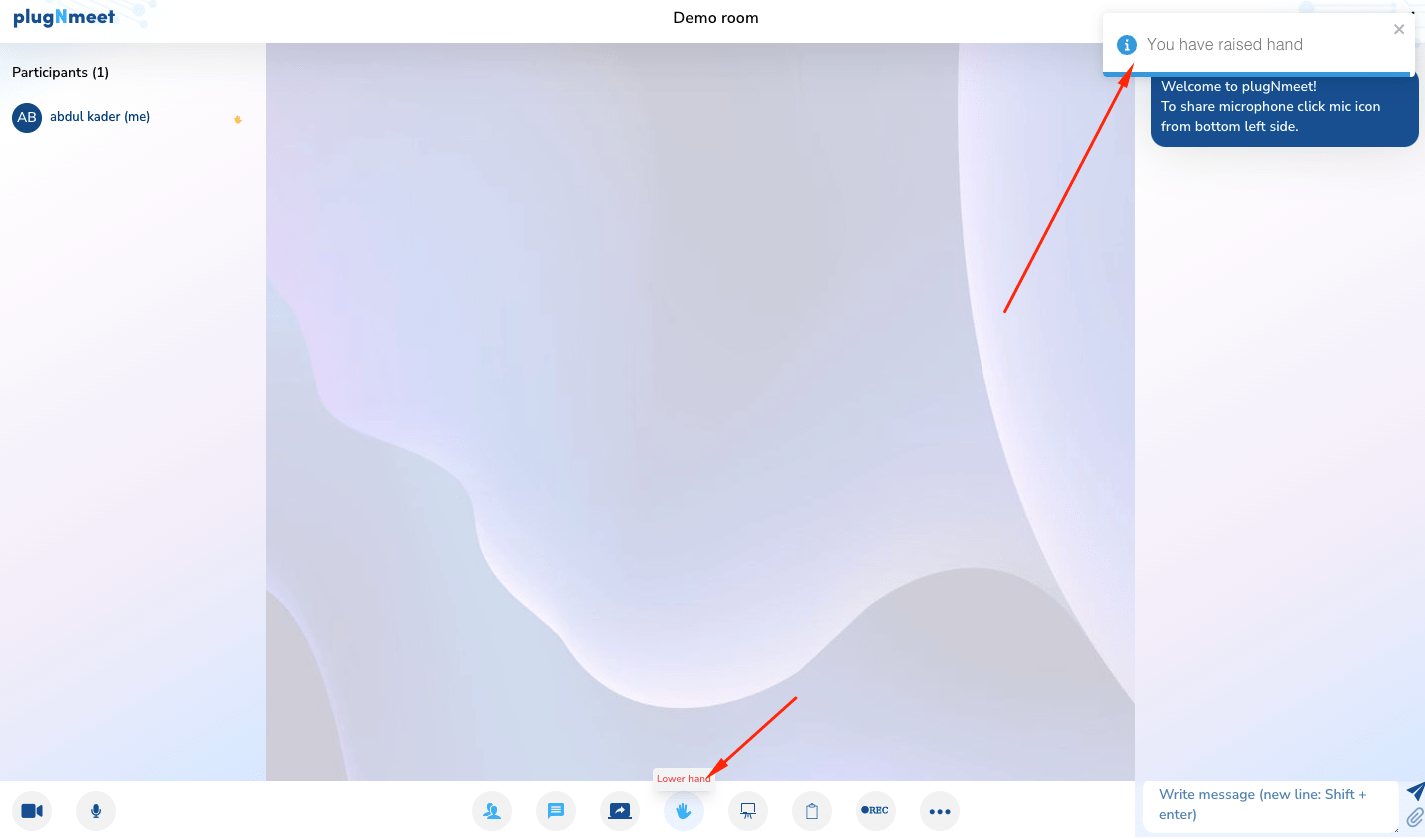 plugNmeet
Demo room
You have raised hand
Participants (1)
AB abdul kader (me)
Welcome to plugNmeet!
To share microphone click mic icon
from bottom left side.
Lower hand
REC
Write message (new line: Shift +
enter)